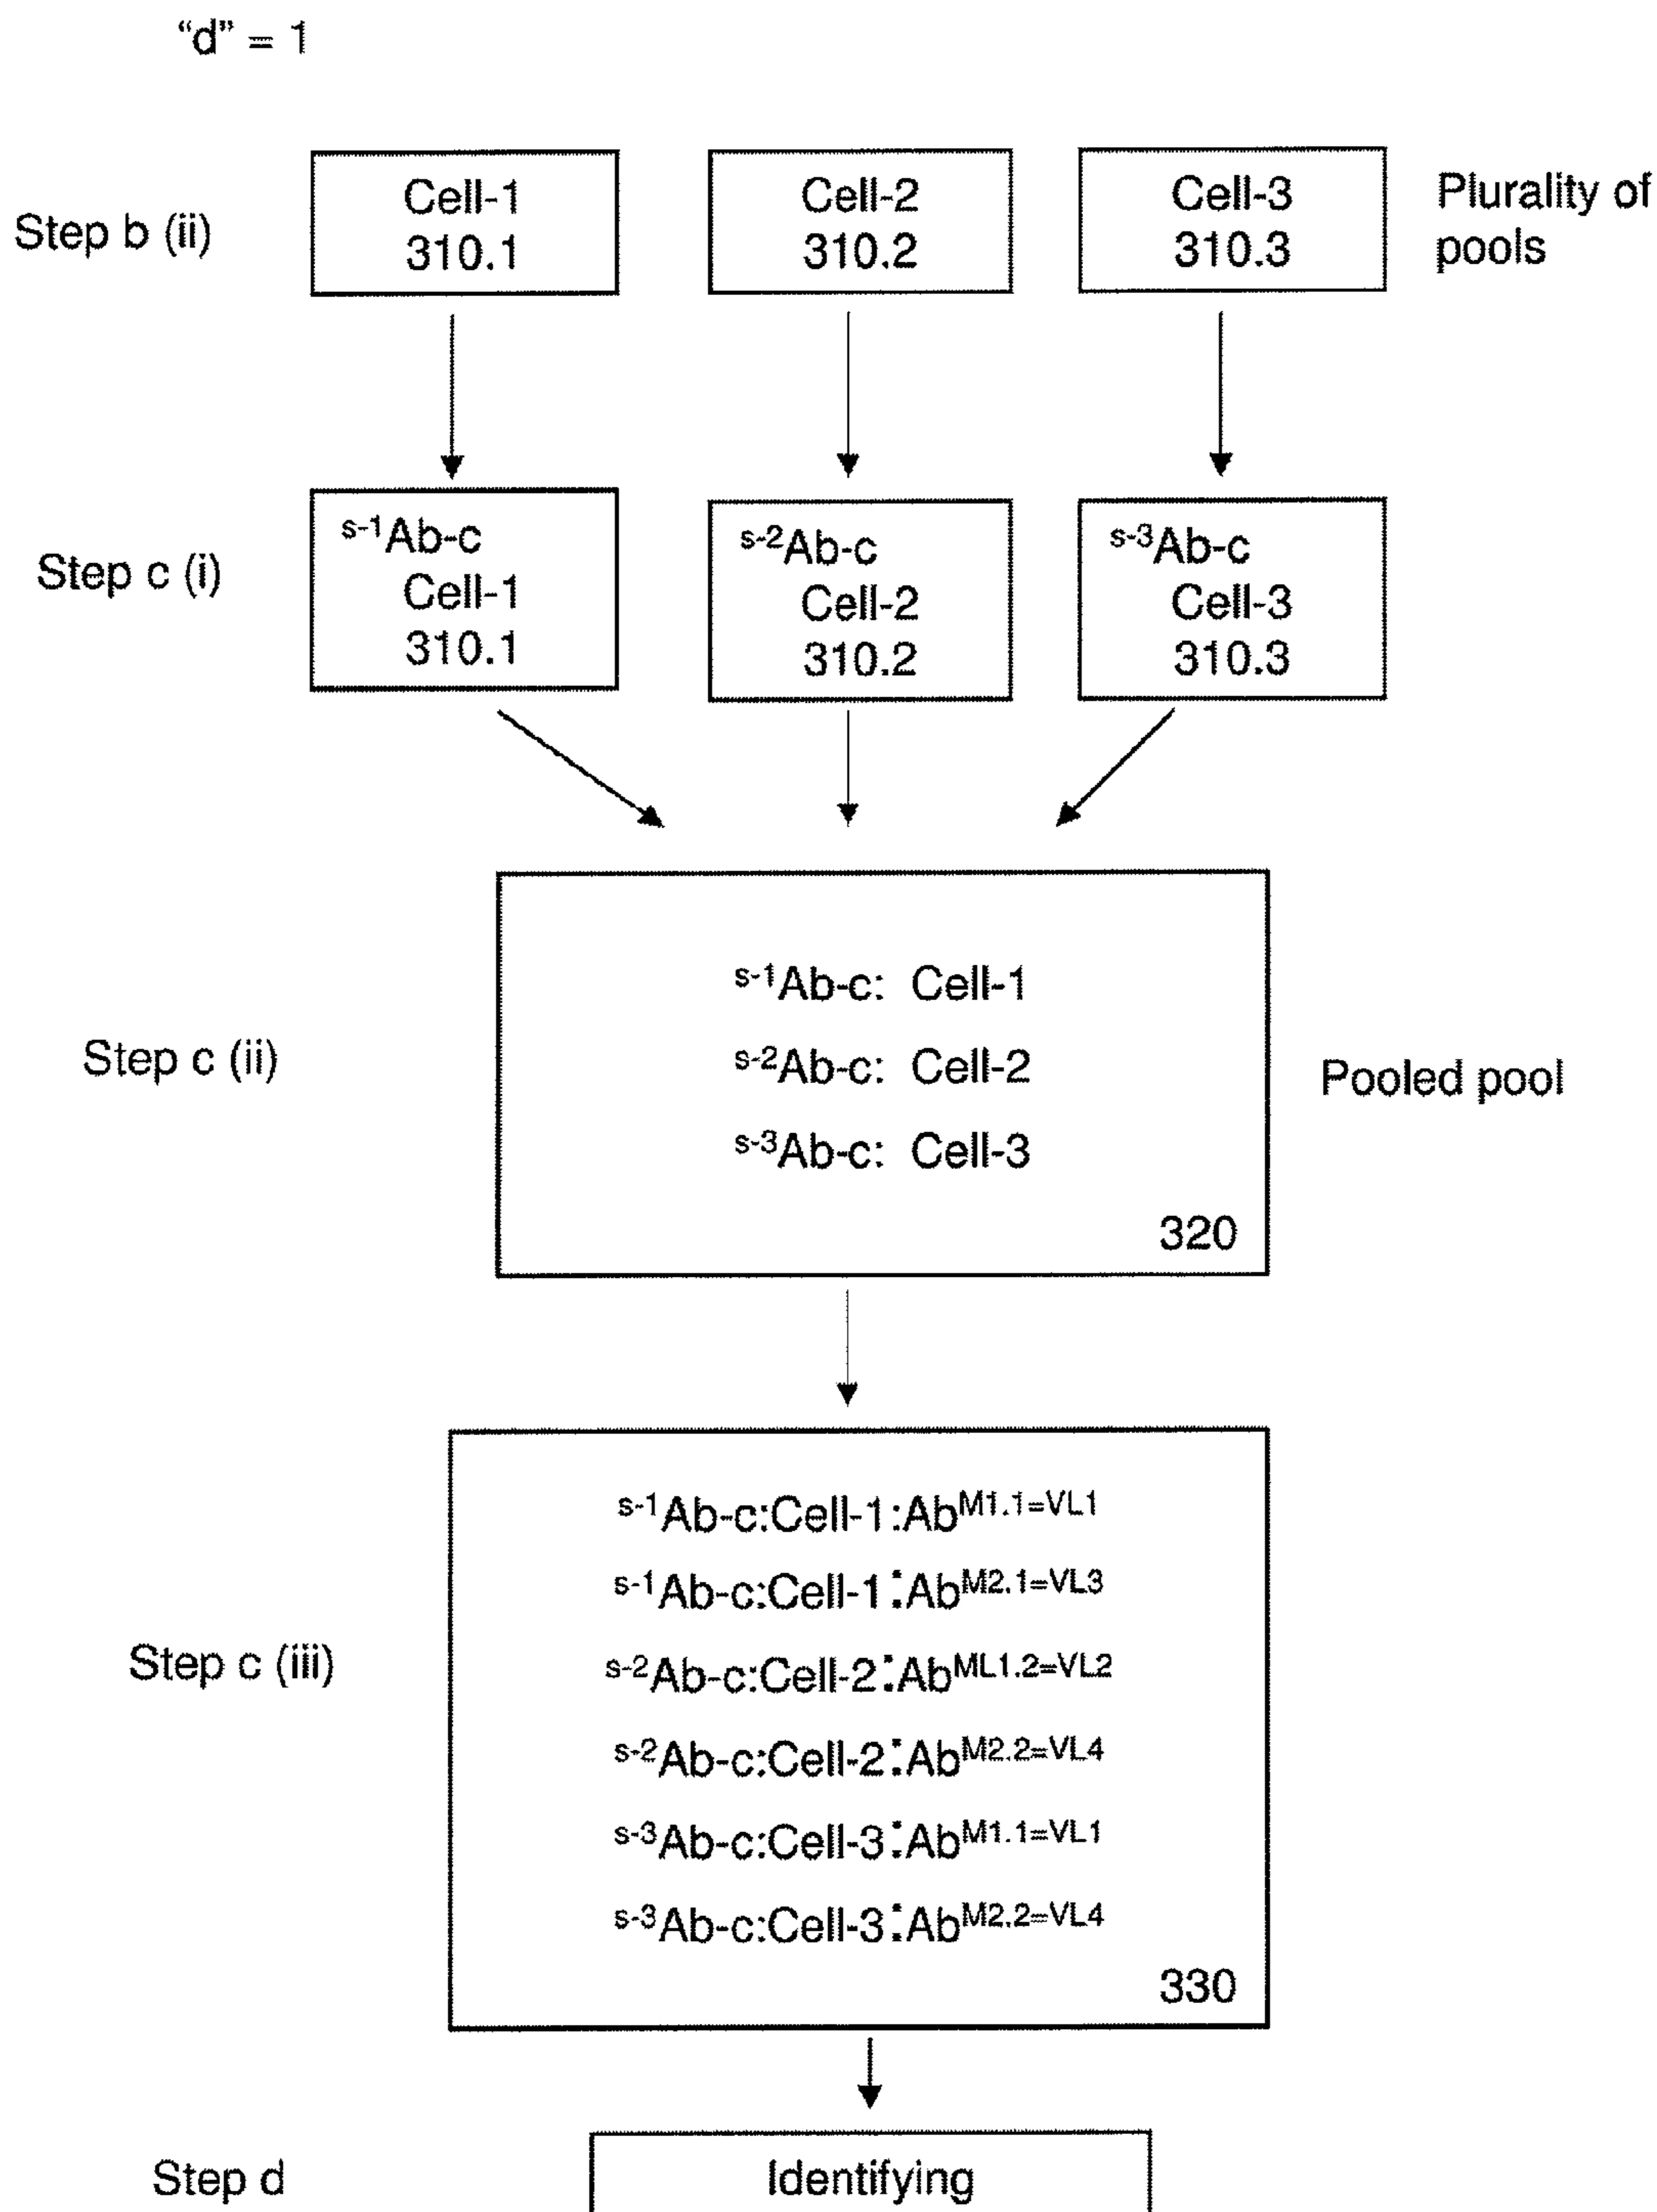 “d” = 1
Step b (ii)
Cell-1
310.1
Cell-2
310.2
Cell-3
310.3
Plurality of
pools
Step c (i)
s-1Ab-c
Cell-1
310.1
s-2Ab-c
Cell-2
310.2
s-3Ab-c
Cell-3
310.3
Step c (ii)
s-1Ab-c: Cell-1
s-2Ab-c: Cell-2
s-3Ab-c: Cell-3
320
Pooled pool
Step c (iii)
s-1Ab-c:Cell-1:AbM1.1=VL1
s-1Ab-c:Cell-1:AbM2.1=VL3
s-2Ab-c:Cell-2:AbML1.2=VL2
s-2Ab-c:Cell-2:AbM2.2=VL4
s-3Ab-c:Cell-3:AbM1.1=VL1
s-3Ab-c:Cell-3:AbM2.2=VL4
330
Step d
Identifying